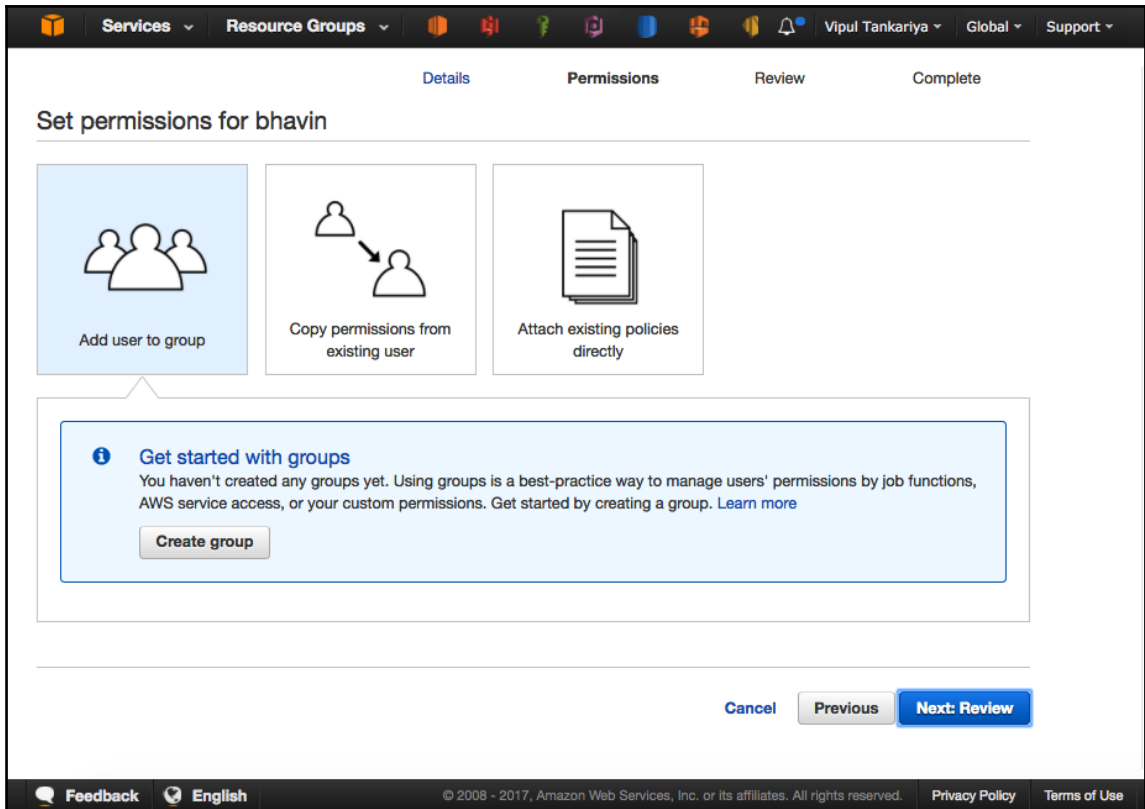 Services Resource Groups Vipul Tankariya Global Support
Details Permissions Review Complete
Set permissions for bhavin
Add user to group
Copy permissions from
existing user
Attach existing policies
directly
Get started with groups
You haven't created any groups yet. Using groups is a best-practice way to manage users' permissions by job functions,
AWS service access, or your custom permissions. Get started by creating a group. Learn more
Create group
Cancel Previous Next: Review
Feedback English © 2008 - 2017, Amazon Web Services, Inc. or its affiliates. All rights reserved. Privacy Policy Terms of Use